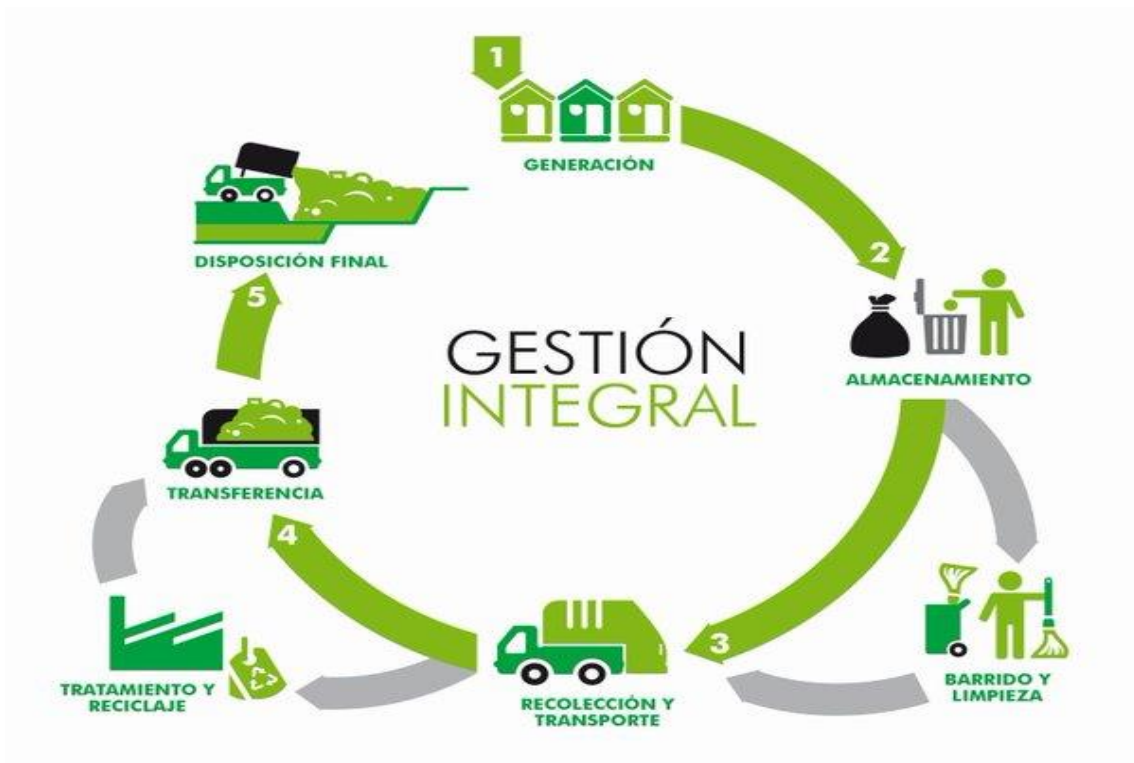 1
GENERACIÓN
2
ALMACENAMIENTO
BARRIDO Y
LIMPIEZA
3
RECOLECCIÓN Y
TRANSPORTE
TRATAMIENTO Y
RECICLAJE
4
TRANSFERENCIA
5
DISPOSICIÓN FINAL
GESTIÓN
INTEGRAL